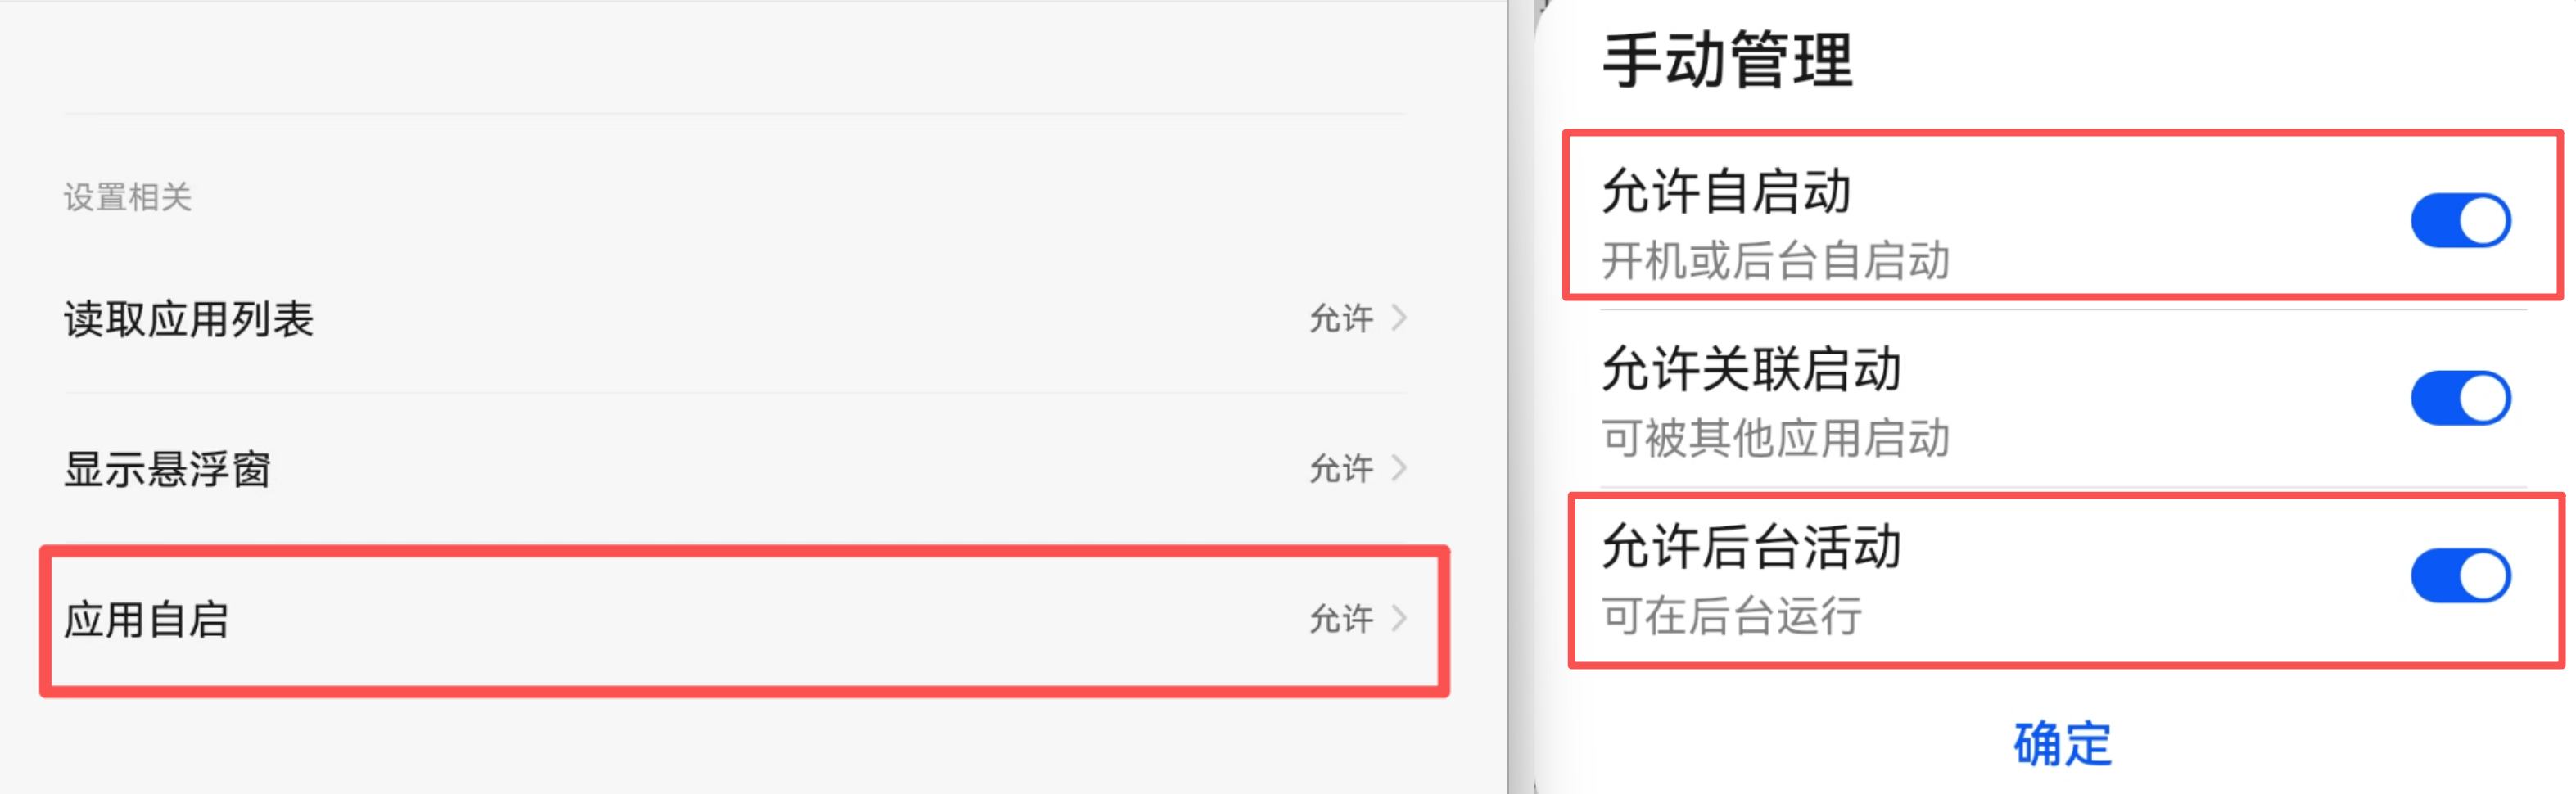 设置相关
读取应用列表
允许
显示悬浮窗
允许
应用自启
允许
手动管理
允许自启动
开机或后台自启动
允许关联启动
可被其他应用启动
允许后台活动
可在后台运行
确定